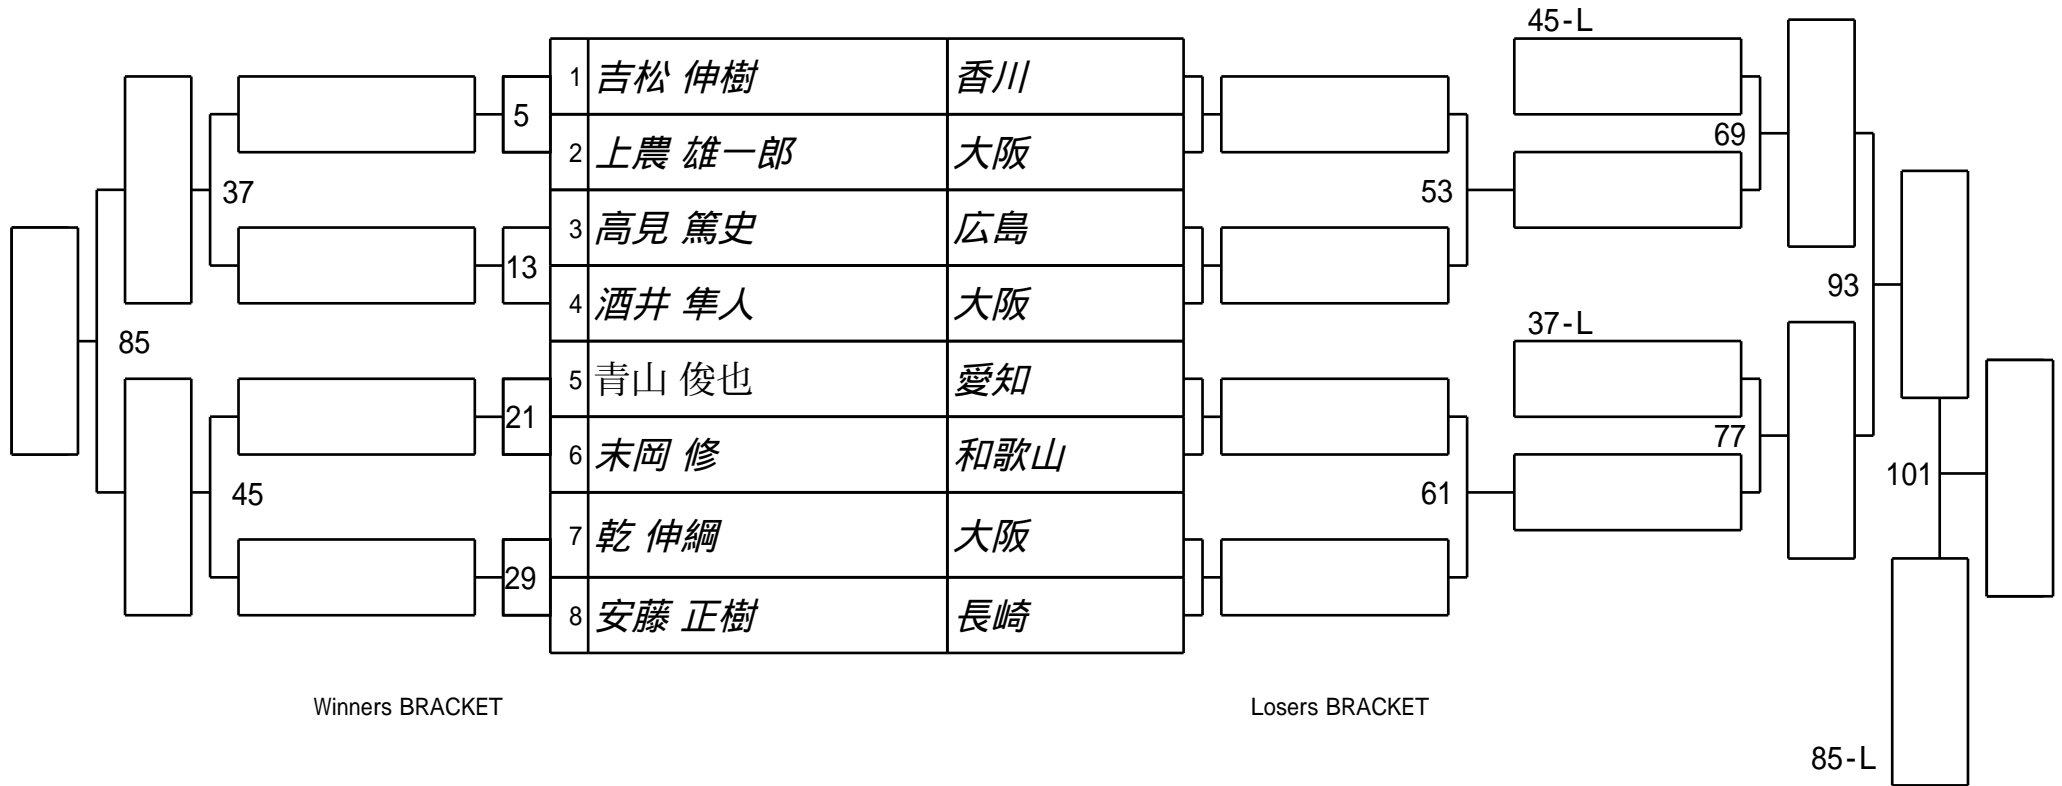 45-L
1 吉松 伸樹 香川
5
2 上農 雄一郎 大阪
69
37
53
3 高見 篤史 広島
13
4 酒井 隼人 大阪
93
37-L
85
5 青山 俊也 愛知
21
77
6 末岡 修 和歌山
101
45
61
7 乾 伸綱 大阪
29
8 安藤 正樹 長崎
Winners BRACKET
Losers BRACKET
85-L